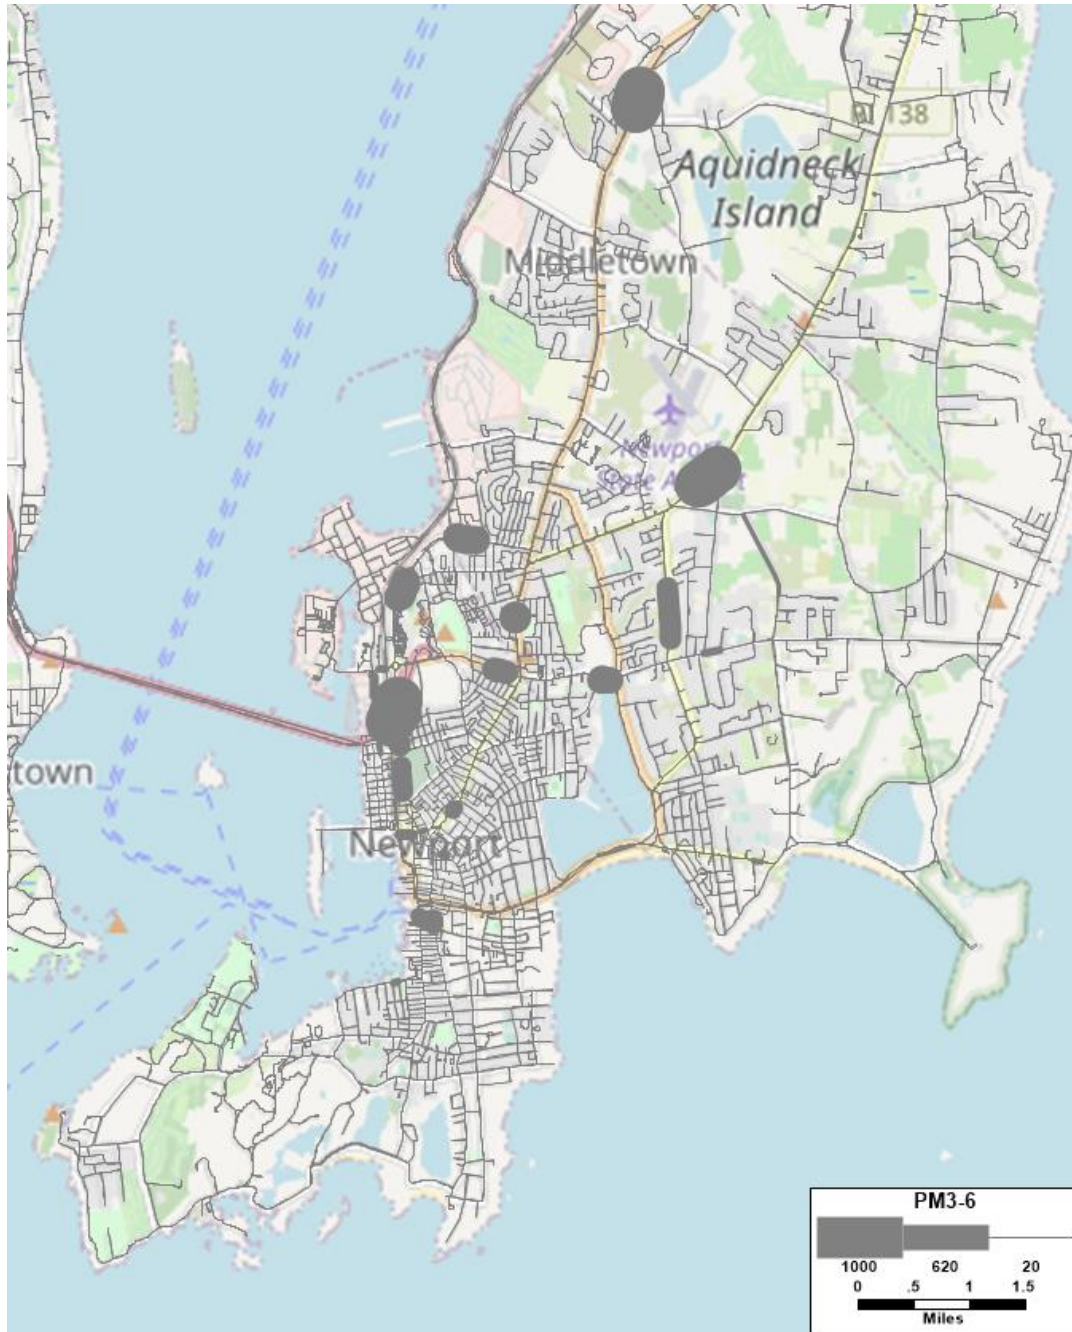 RI 138
Aquidneck
Island
Middletown
Newport
State A t
town
Newport
PM3-6
1000 620 20
0 .5 1 1.5
Miles